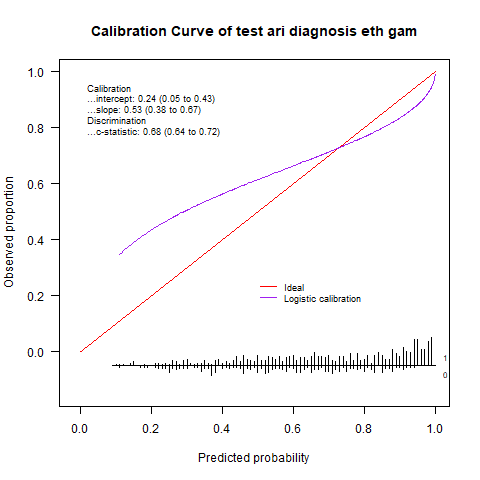 Calibration Curve of test ari diagnosis eth gam
Calibration
...intercept: 0.24 (0.05 to 0.43)
...slope: 0.53 (0.38 to 0.67)
Discrimination
...c-statistic: 0.68 (0.64 to 0.72)
Observed proportion
1.0
0.8
0.6
0.4
0.2
0.0
Ideal
Logistic calibration
1
0
0.0 0.2 0.4 0.6 0.8 1.0
Predicted probability